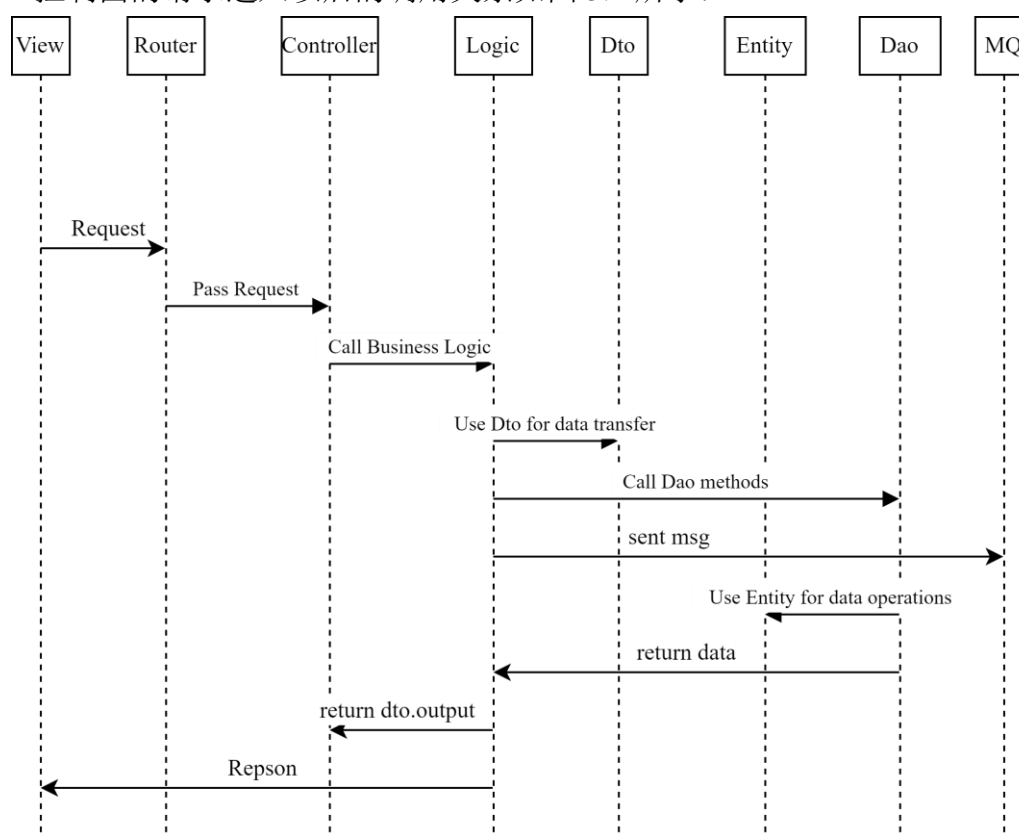 View Router Controller Logic Dto Entity Dao MQ
Request
Pass Request
Call Business Logic
Use Dto for data transfer
Call Dao methods
sent msg
Use Entity for data operations
return data
return dto.output
Repson